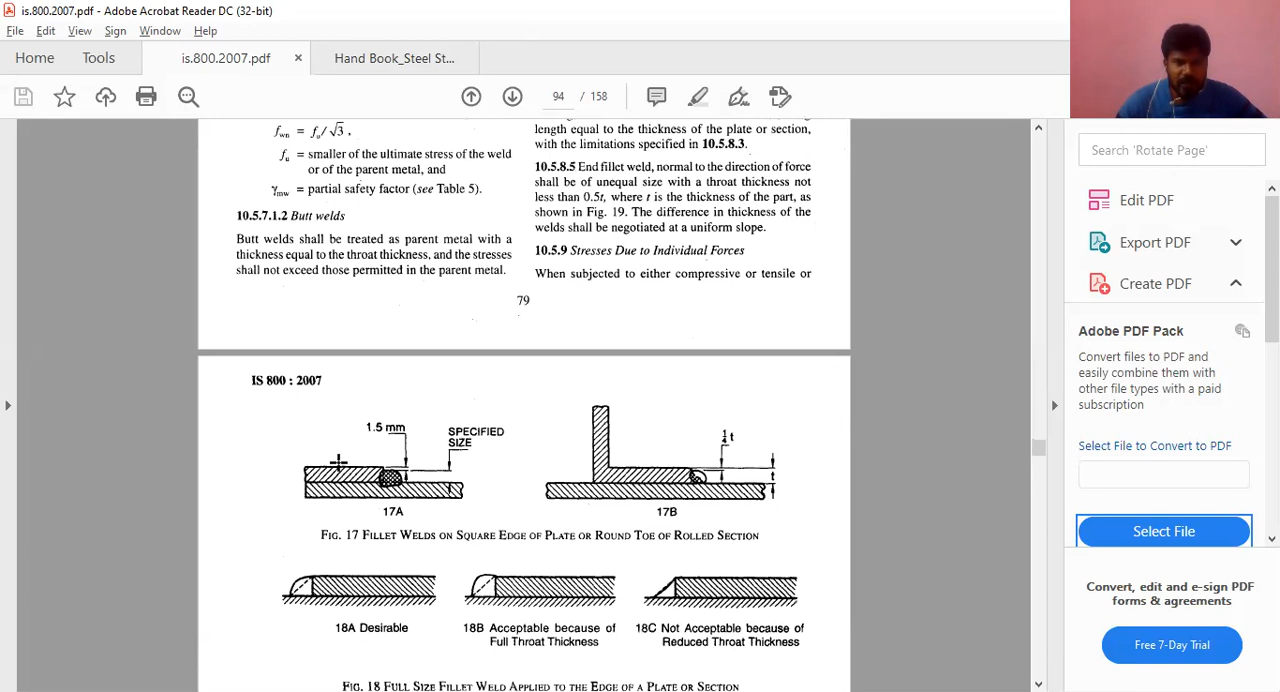 is.800.2007.pdf - Adobe Acrobat Reader DC (32-bit)
File Edit View Sign Window Help
Home Tools is.800.2007.pdf × Hand Book_Steel St...
94 / 158
f_wn = f_u/√3 ,
f_u = smaller of the ultimate stress of the weld
or of the parent metal, and
γ_mw = partial safety factor (see Table 5).
10.5.7.1.2 Butt welds
Butt welds shall be treated as parent metal with a
thickness equal to the throat thickness, and the stresses
shall not exceed those permitted in the parent metal.
length equal to the thickness of the plate or section,
with the limitations specified in 10.5.8.3.
10.5.8.5 End fillet weld, normal to the direction of force
shall be of unequal size with a throat thickness not
less than 0.5t, where t is the thickness of the part, as
shown in Fig. 19. The difference in thickness of the
welds shall be negotiated at a uniform slope.
10.5.9 Stresses Due to Individual Forces
When subjected to either compressive or tensile or
79
IS 800 : 2007
1.5 mm
SPECIFIED
SIZE
17A
t
17B
FIG. 17 FILLET WELDS ON SQUARE EDGE OF PLATE OR ROUND TOE OF ROLLED SECTION
18A Desirable
18B Acceptable because of
Full Throat Thickness
18C Not Acceptable because of
Reduced Throat Thickness
FIG. 18 FULL SIZE FILLET WELD APPLIED TO THE EDGE OF A PLATE OR SECTION
Search 'Rotate Page'
Edit PDF
Export PDF
Create PDF
Adobe PDF Pack
Convert files to PDF and
easily combine them with
other file types with a paid
subscription
Select File to Convert to PDF
Select File
Convert, edit and e-sign PDF
forms & agreements
Free 7-Day Trial